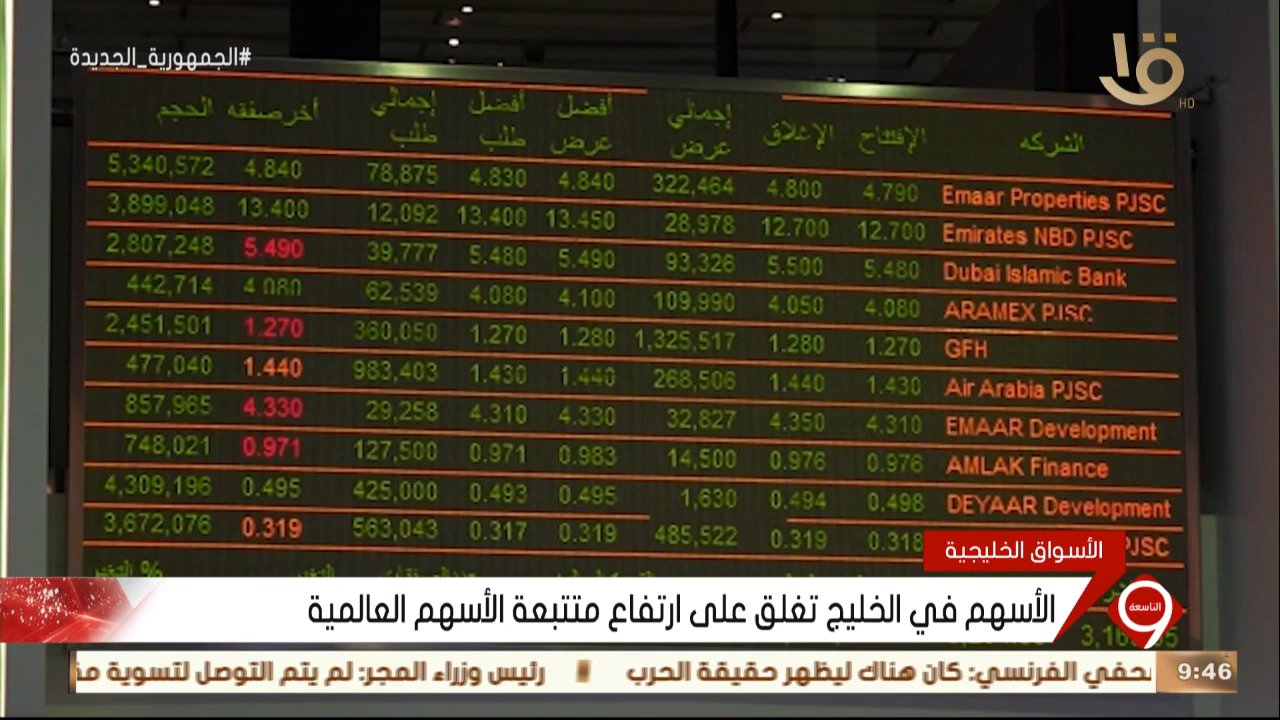 #الجمهورية_الجديدة
HD
الشركه الإفتتاح الإغلاق إجمالي عرض أفضل عرض أفضل طلب إجمالي طلب أخر صفقه الحجم
Emaar Properties PJSC 4.790 4.800 322,464 4.840 4.830 78,875 4.840 5,340,572
Emirates NBD PJSC 12.700 12.700 28,978 13.450 13.400 12,092 13.400 3,899,048
Dubai Islamic Bank 5.480 5.500 93,326 5.490 5.480 39,777 5.490 2,807,248
ARAMEX PJSC 4.080 4.050 109,990 4.100 4.080 62,539 4.080 442,714
GFH 1.270 1.280 1,325,517 1.280 1.270 360,050 1.270 2,451,501
Air Arabia PJSC 1.430 1.440 268,506 1.440 1.430 983,403 1.440 477,040
EMAAR Development 4.310 4.350 32,827 4.330 4.310 29,258 4.330 857,965
AMLAK Finance 0.976 0.976 14,500 0.983 0.971 127,500 0.971 748,021
DEYAAR Development 0.498 0.494 1,630 0.495 0.493 425,000 0.495 4,309,196
PJSC 0.318 0.319 485,522 0.319 0.317 563,043 0.319 3,672,076
الأسواق الخليجية
التاسعة
9
الأسهم في الخليج تغلق على ارتفاع متتبعة الأسهم العالمية
9:46
الفرنسي: كان هناك ليظهر حقيقة الحرب رئيس وزراء المجر: لم يتم التوصل لتسوية